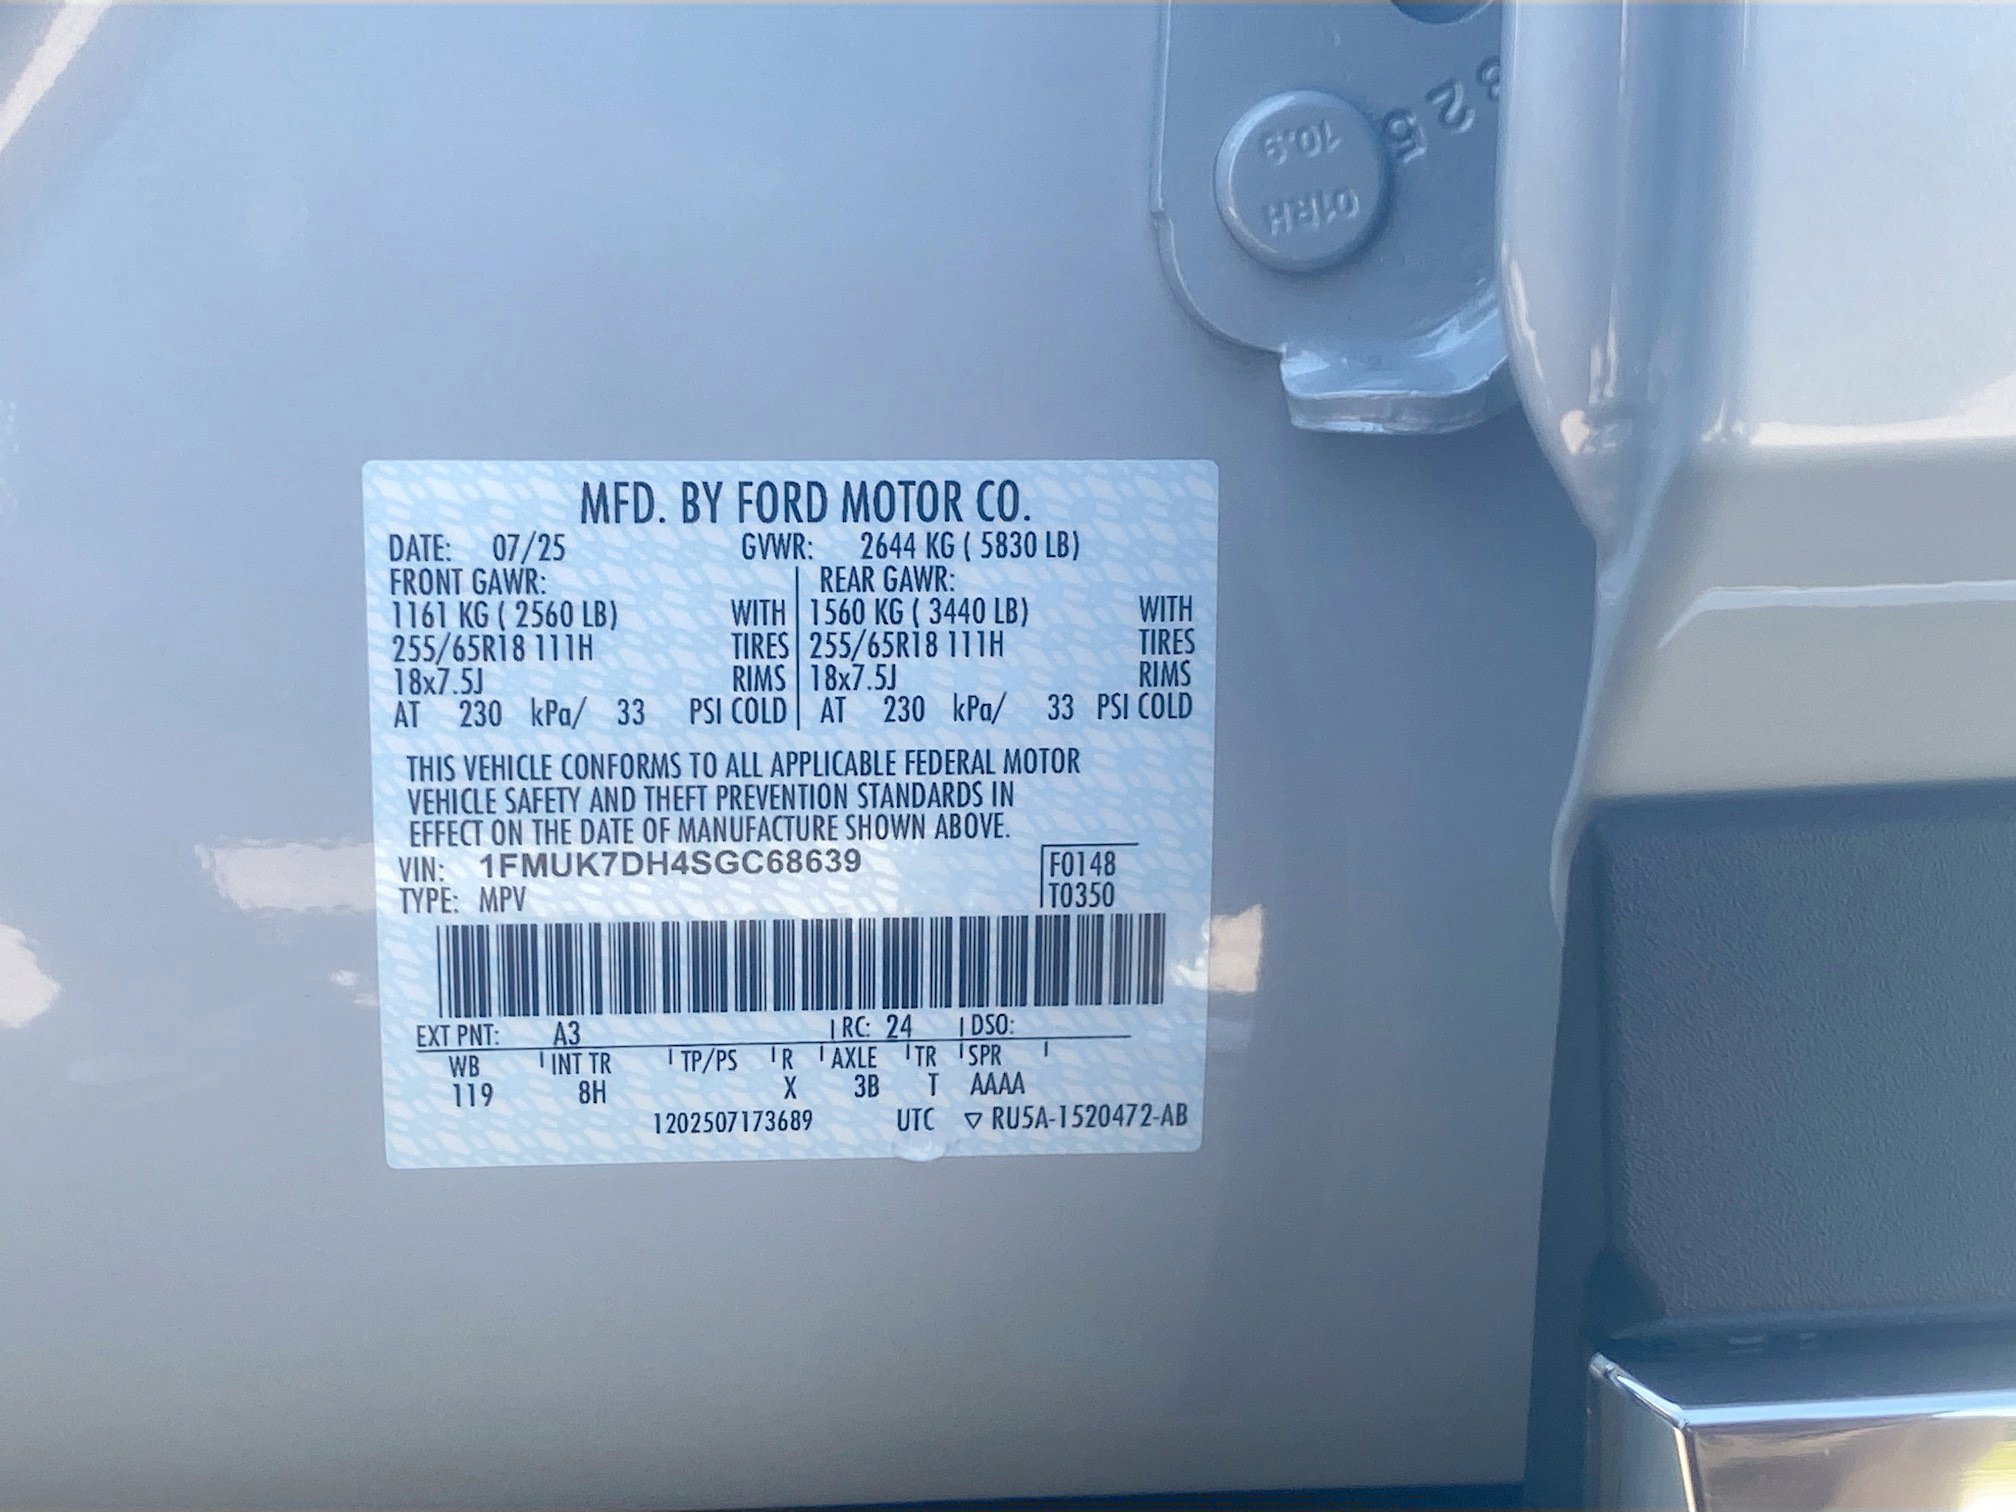 325
10.9
01RH
MFD. BY FORD MOTOR CO.
DATE: 07/25 GVWR: 2644 KG ( 5830 LB)
FRONT GAWR: REAR GAWR:
1161 KG ( 2560 LB) WITH 1560 KG ( 3440 LB) WITH
255/65R18 111H TIRES 255/65R18 111H TIRES
18x7.5J RIMS 18x7.5J RIMS
AT 230 kPa/ 33 PSI COLD AT 230 kPa/ 33 PSI COLD
THIS VEHICLE CONFORMS TO ALL APPLICABLE FEDERAL MOTOR
VEHICLE SAFETY AND THEFT PREVENTION STANDARDS IN
EFFECT ON THE DATE OF MANUFACTURE SHOWN ABOVE.
VIN: 1FMUK7DH4SGC68639 F0148
TYPE: MPV T0350
EXT PNT: A3 RC: 24 DSO:
WB INT TR TP/PS R AXLE TR SPR
119 8H X 3B T AAAA
1202507173689 UTC ▽ RU5A-1520472-AB